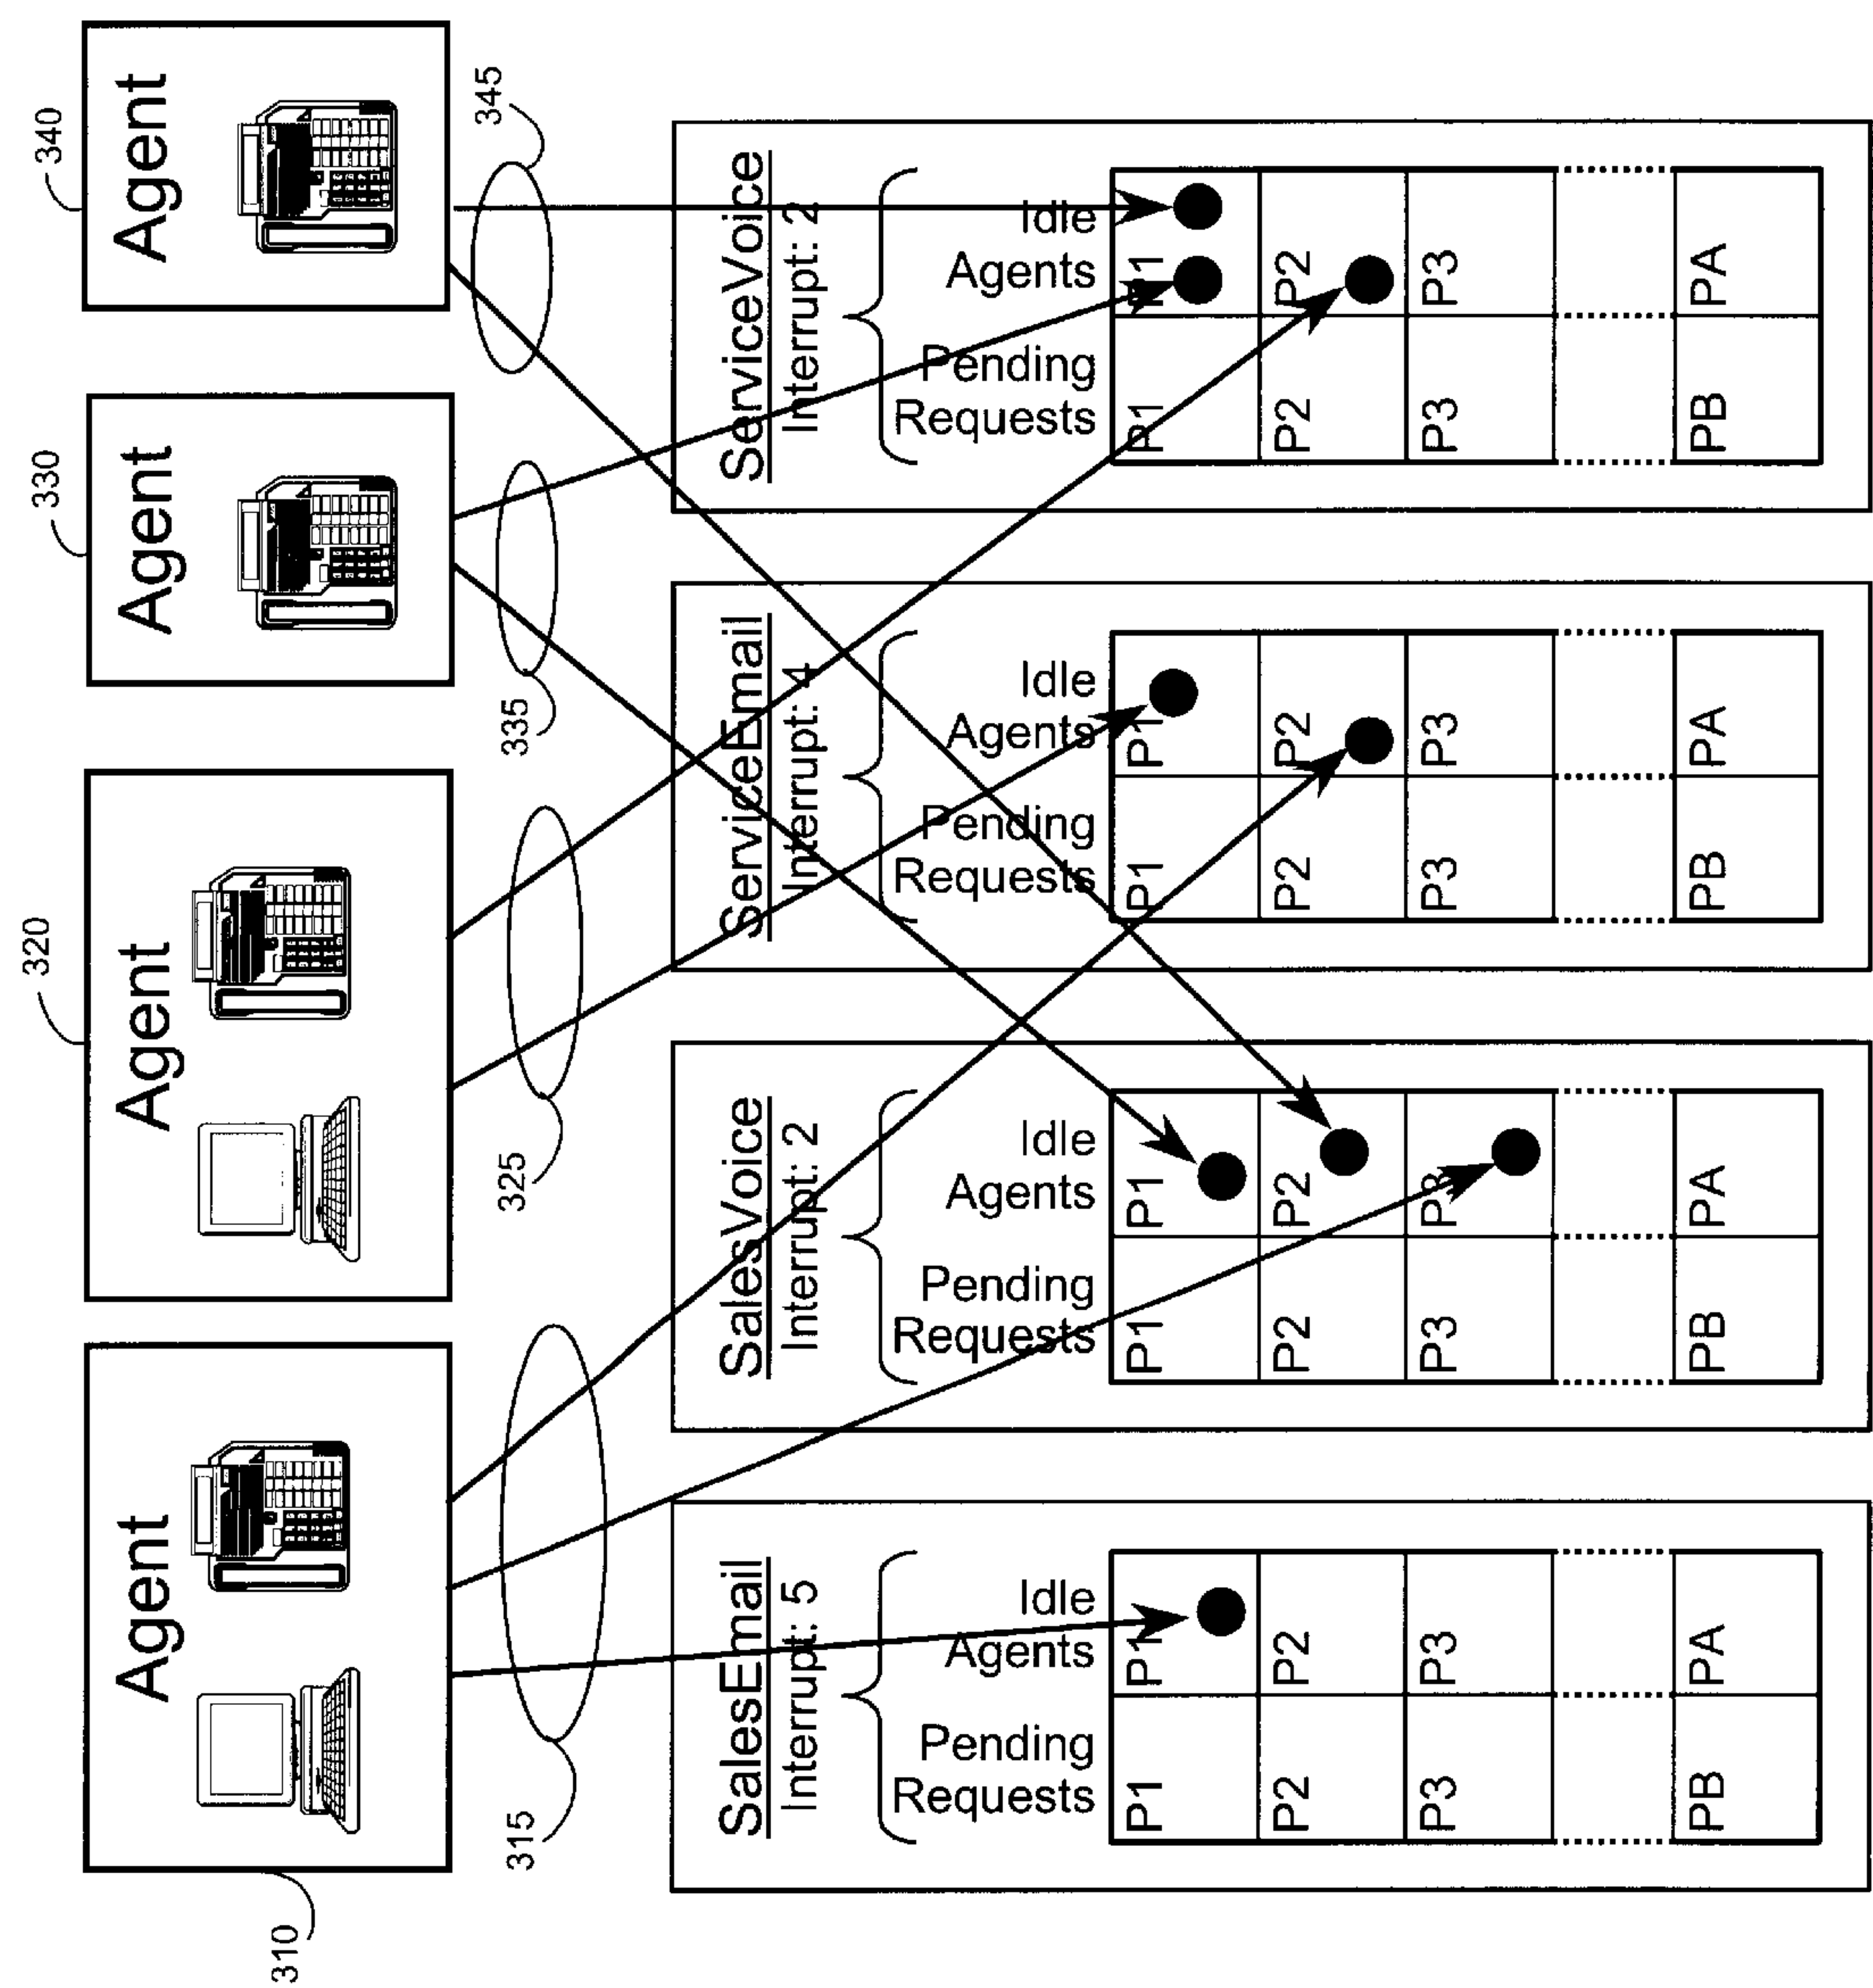 310
Agent
315
320
Agent
325
330
Agent
335
340
Agent
345
SalesEmail
Interrupt: 5
Pending
Requests
Idle
Agents
P1
P1
P2
P2
P3
P3
PB
PA
SalesVoice
Interrupt: 2
Pending
Requests
Idle
Agents
P1
P1
P2
P2
P3
P3
PB
PA
ServiceEmail
Interrupt: 4
Pending
Requests
Idle
Agents
P1
P1
P2
P2
P3
P3
PB
PA
ServiceVoice
Interrupt: 2
Pending
Requests
Idle
Agents
P1
P1
P2
P2
P3
P3
PB
PA